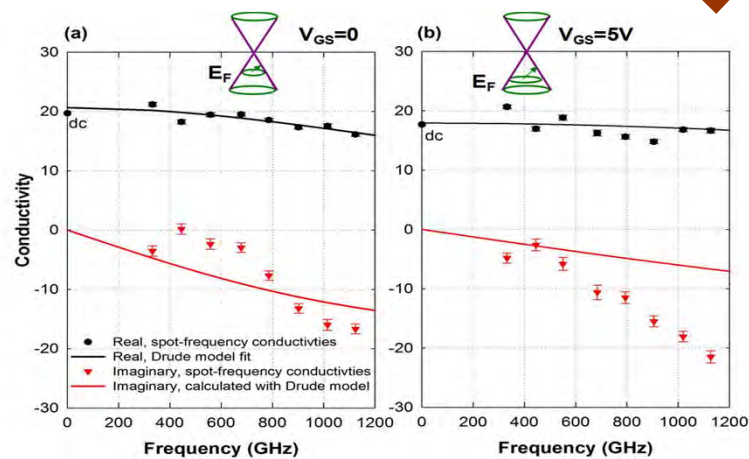 (a)
V_GS=0
E_F
(b)
V_GS=5V
E_F
30
20
10
0
-10
-20
-30
dc
Conductivity
Real, spot-frequency conductivties
Real, Drude model fit
Imaginary, spot-frequency conductivities
Imaginary, calculated with Drude model
0 200 400 600 800 1000 1200
Frequency (GHz)
30
20
10
0
-10
-20
-30
dc
0 200 400 600 800 1000 1200
Frequency (GHz)